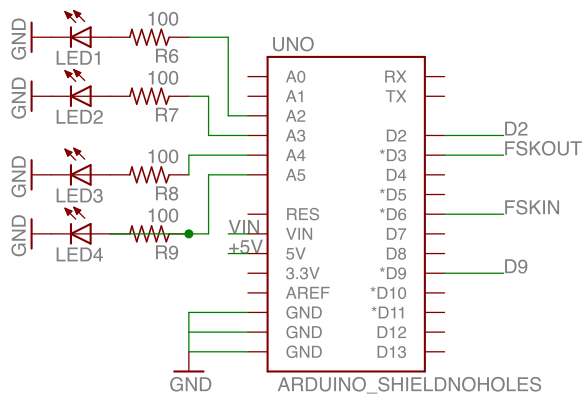 100
GND
LED1
R6
UNO
100
GND
LED2
R7
A0
RX
A1
TX
A2
A3
D2
D2
100
GND
LED3
R8
A4
*D3
FSKOUT
A5
D4
*D5
100
GND
LED4
R9
RES
*D6
FSKIN
VIN
VIN
D7
+5V
5V
D8
3.3V
*D9
D9
AREF
*D10
GND
*D11
GND
D12
GND
D13
GND
ARDUINO_SHIELDNOHOLES